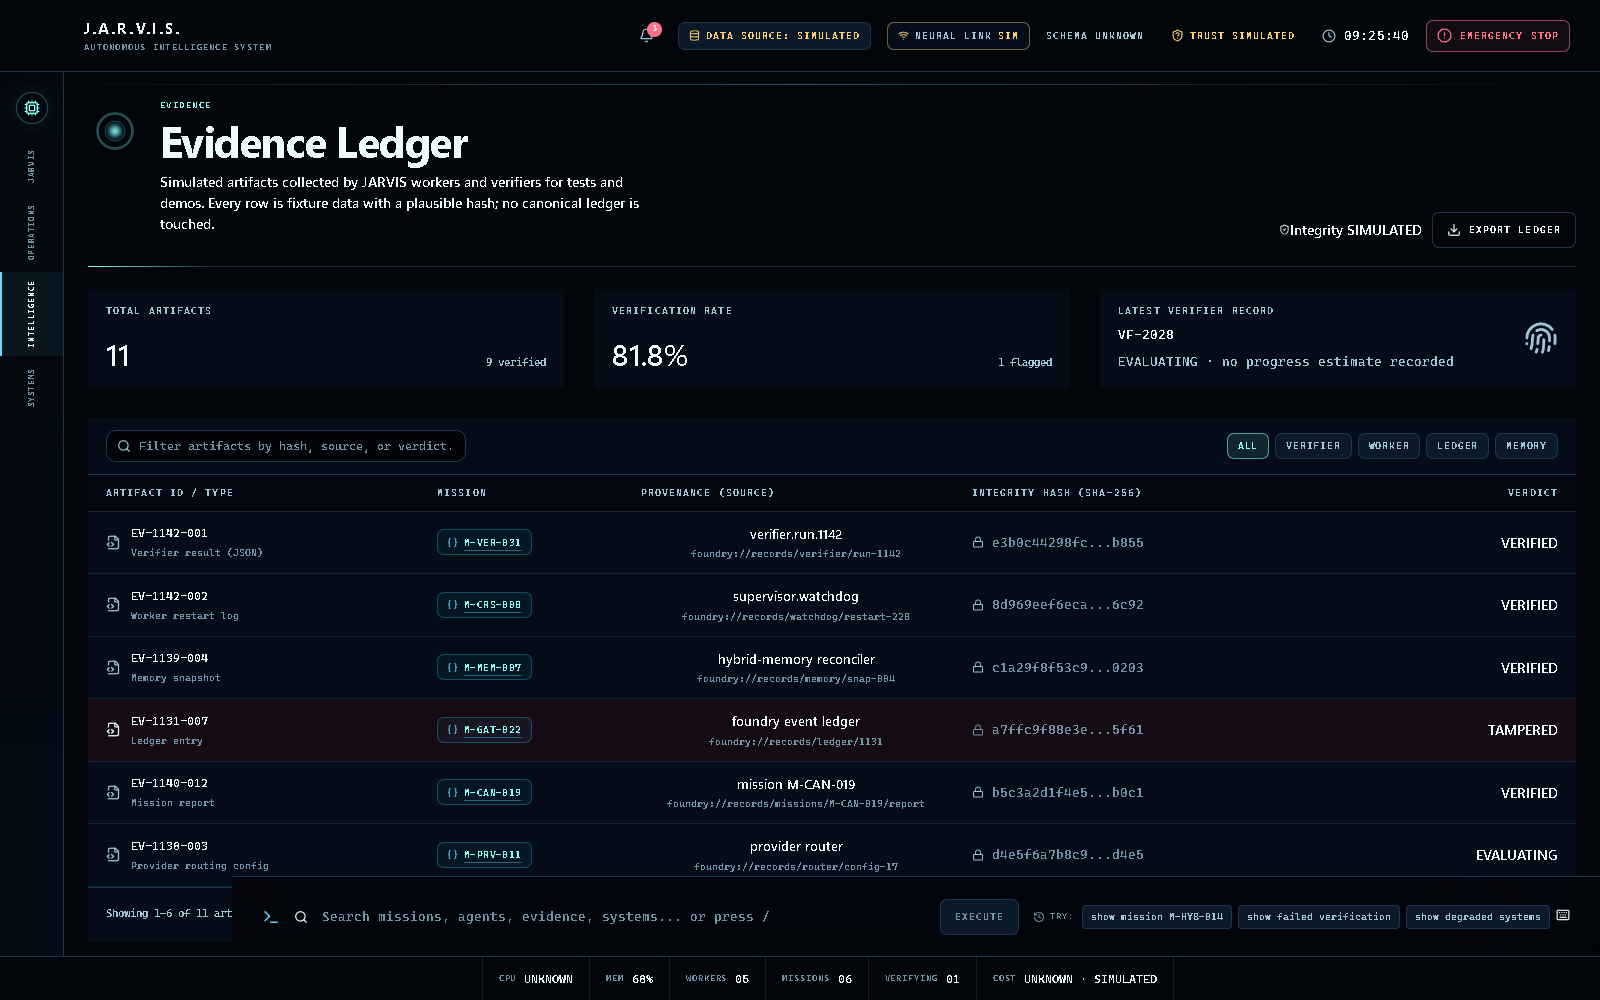 J.A.R.V.I.S.
AUTONOMOUS INTELLIGENCE SYSTEM
3
DATA SOURCE: SIMULATED
NEURAL LINK SIM
SCHEMA UNKNOWN
TRUST SIMULATED
09:25:40
EMERGENCY STOP
JARVIS
OPERATIONS
INTELLIGENCE
SYSTEMS
EVIDENCE
Evidence Ledger
Simulated artifacts collected by JARVIS workers and verifiers for tests and
demos. Every row is fixture data with a plausible hash; no canonical ledger is
touched.
Integrity SIMULATED
EXPORT LEDGER
TOTAL ARTIFACTS
11
9 verified
VERIFICATION RATE
81.8%
1 flagged
LATEST VERIFIER RECORD
VF-2028
EVALUATING · no progress estimate recorded
Filter artifacts by hash, source, or verdict.
ALL
VERIFIER
WORKER
LEDGER
MEMORY
ARTIFACT ID / TYPE
MISSION
PROVENANCE (SOURCE)
INTEGRITY HASH (SHA-256)
VERDICT
EV-1142-001
Verifier result (JSON)
{} M-VER-031
verifier.run.1142
foundry://records/verifier/run-1142
e3b0c44298fc...b855
VERIFIED
EV-1142-002
Worker restart log
{} M-CRS-008
supervisor.watchdog
foundry://records/watchdog/restart-228
8d969eef6eca...6c92
VERIFIED
EV-1139-004
Memory snapshot
{} M-MEM-007
hybrid-memory reconciler
foundry://records/memory/snap-004
c1a29f8f53c9...0203
VERIFIED
EV-1131-007
Ledger entry
{} M-GAT-022
foundry event ledger
foundry://records/ledger/1131
a7ffc9f88e3e...5f61
TAMPERED
EV-1140-012
Mission report
{} M-CAN-019
mission M-CAN-019
foundry://records/missions/M-CAN-019/report
b5c3a2d1f4e5...b0c1
VERIFIED
EV-1138-003
Provider routing config
{} M-PRV-011
provider router
foundry://records/router/config-17
d4e5f6a7b8c9...d4e5
EVALUATING
Showing 1–6 of 11 art
Search missions, agents, evidence, systems... or press /
EXECUTE
TRY:
show mission M-HYB-014
show failed verification
show degraded systems
CPU UNKNOWN
MEM 68%
WORKERS 05
MISSIONS 06
VERIFYING 01
COST UNKNOWN · SIMULATED